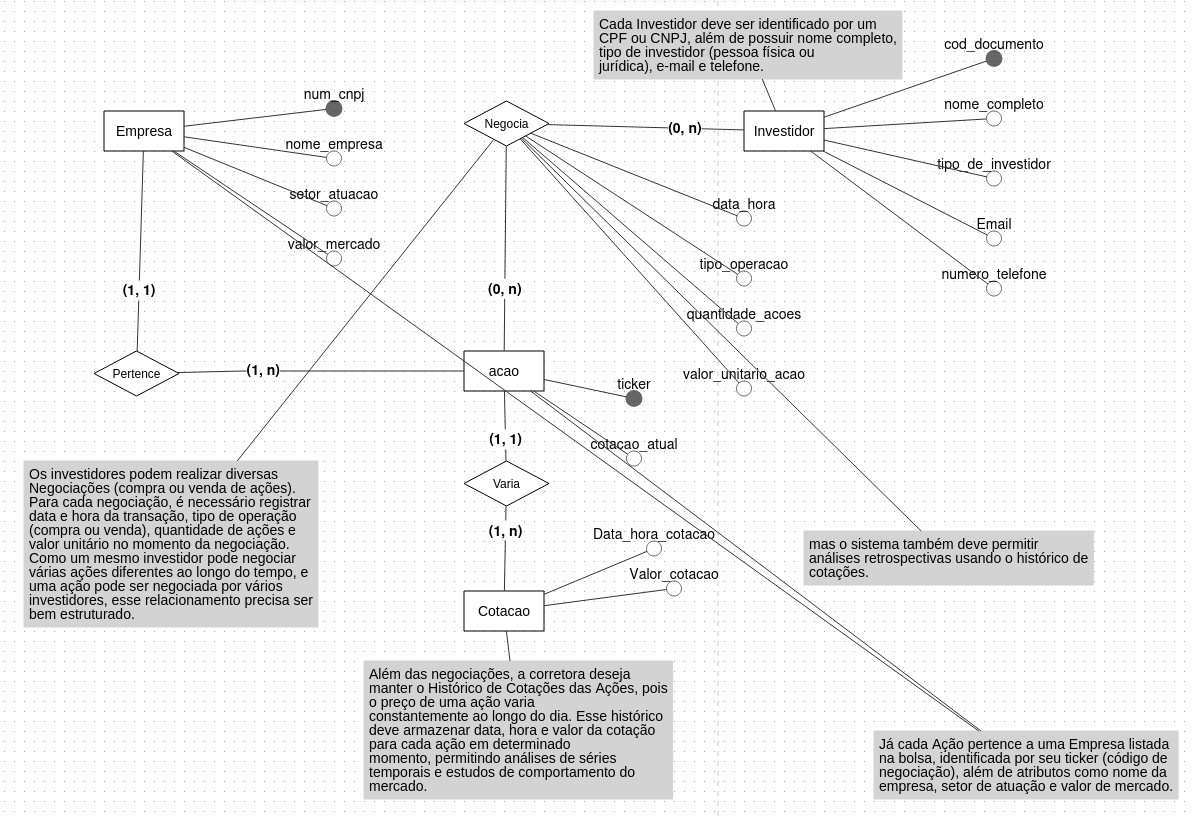 Cada Investidor deve ser identificado por um
CPF ou CNPJ, além de possuir nome completo,
tipo de investidor (pessoa física ou
jurídica), e-mail e telefone.
cod_documento
num_cnpj
nome_completo
Empresa
Negocia
(0, n)
Investidor
nome_empresa
tipo_de_investidor
setor_atuacao
data_hora
Email
valor_mercado
tipo_operacao
numero_telefone
(1, 1)
(0, n)
quantidade_acoes
Pertence
(1, n)
acao
valor_unitario_acao
ticker
(1, 1)
cotacao_atual
Varia
Os investidores podem realizar diversas
Negociações (compra ou venda de ações).
Para cada negociação, é necessário registrar
data e hora da transação, tipo de operação
(compra ou venda), quantidade de ações e
valor unitário no momento da negociação.
Como um mesmo investidor pode negociar
várias ações diferentes ao longo do tempo, e
uma ação pode ser negociada por vários
investidores, esse relacionamento precisa ser
bem estruturado.
(1, n)
Data_hora_cotacao
Valor_cotacao
Cotacao
mas o sistema também deve permitir
análises retrospectivas usando o histórico de
cotações.
Além das negociações, a corretora deseja
manter o Histórico de Cotações das Ações, pois
o preço de uma ação varia
constantemente ao longo do dia. Esse histórico
deve armazenar data, hora e valor da cotação
para cada ação em determinado
momento, permitindo análises de séries
temporais e estudos de comportamento do
mercado.
Já cada Ação pertence a uma Empresa listada
na bolsa, identificada por seu ticker (código de
negociação), além de atributos como nome da
empresa, setor de atuação e valor de mercado.